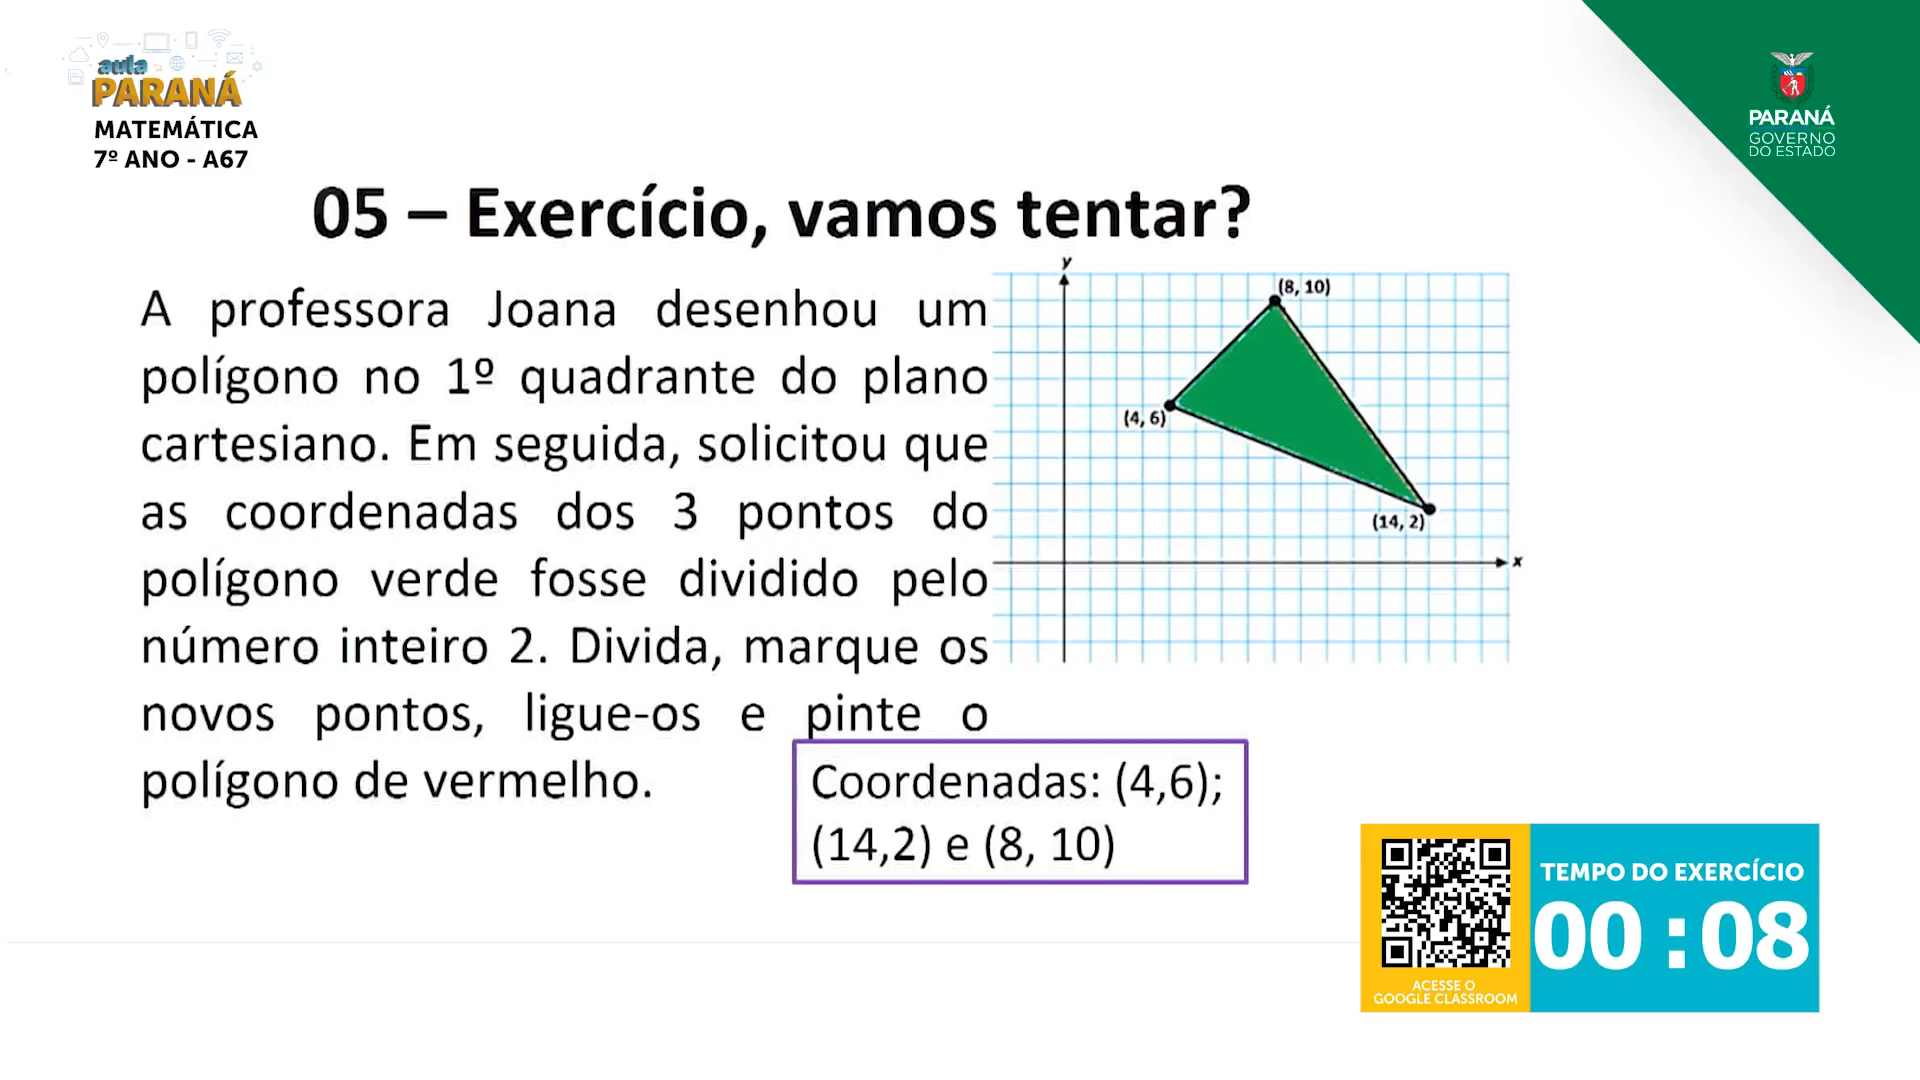 aula
PARANÁ
MATEMÁTICA
7º ANO - A67
PARANÁ
GOVERNO
DO ESTADO
05 – Exercício, vamos tentar?
A professora Joana desenhou um
polígono no 1º quadrante do plano
cartesiano. Em seguida, solicitou que
as coordenadas dos 3 pontos do
polígono verde fosse dividido pelo
número inteiro 2. Divida, marque os
novos pontos, ligue-os e pinte o
polígono de vermelho.
y
(8, 10)
(4, 6)
(14, 2)
x
Coordenadas: (4,6);
(14,2) e (8, 10)
ACESSE O
GOOGLE CLASSROOM
TEMPO DO EXERCÍCIO
00 : 08